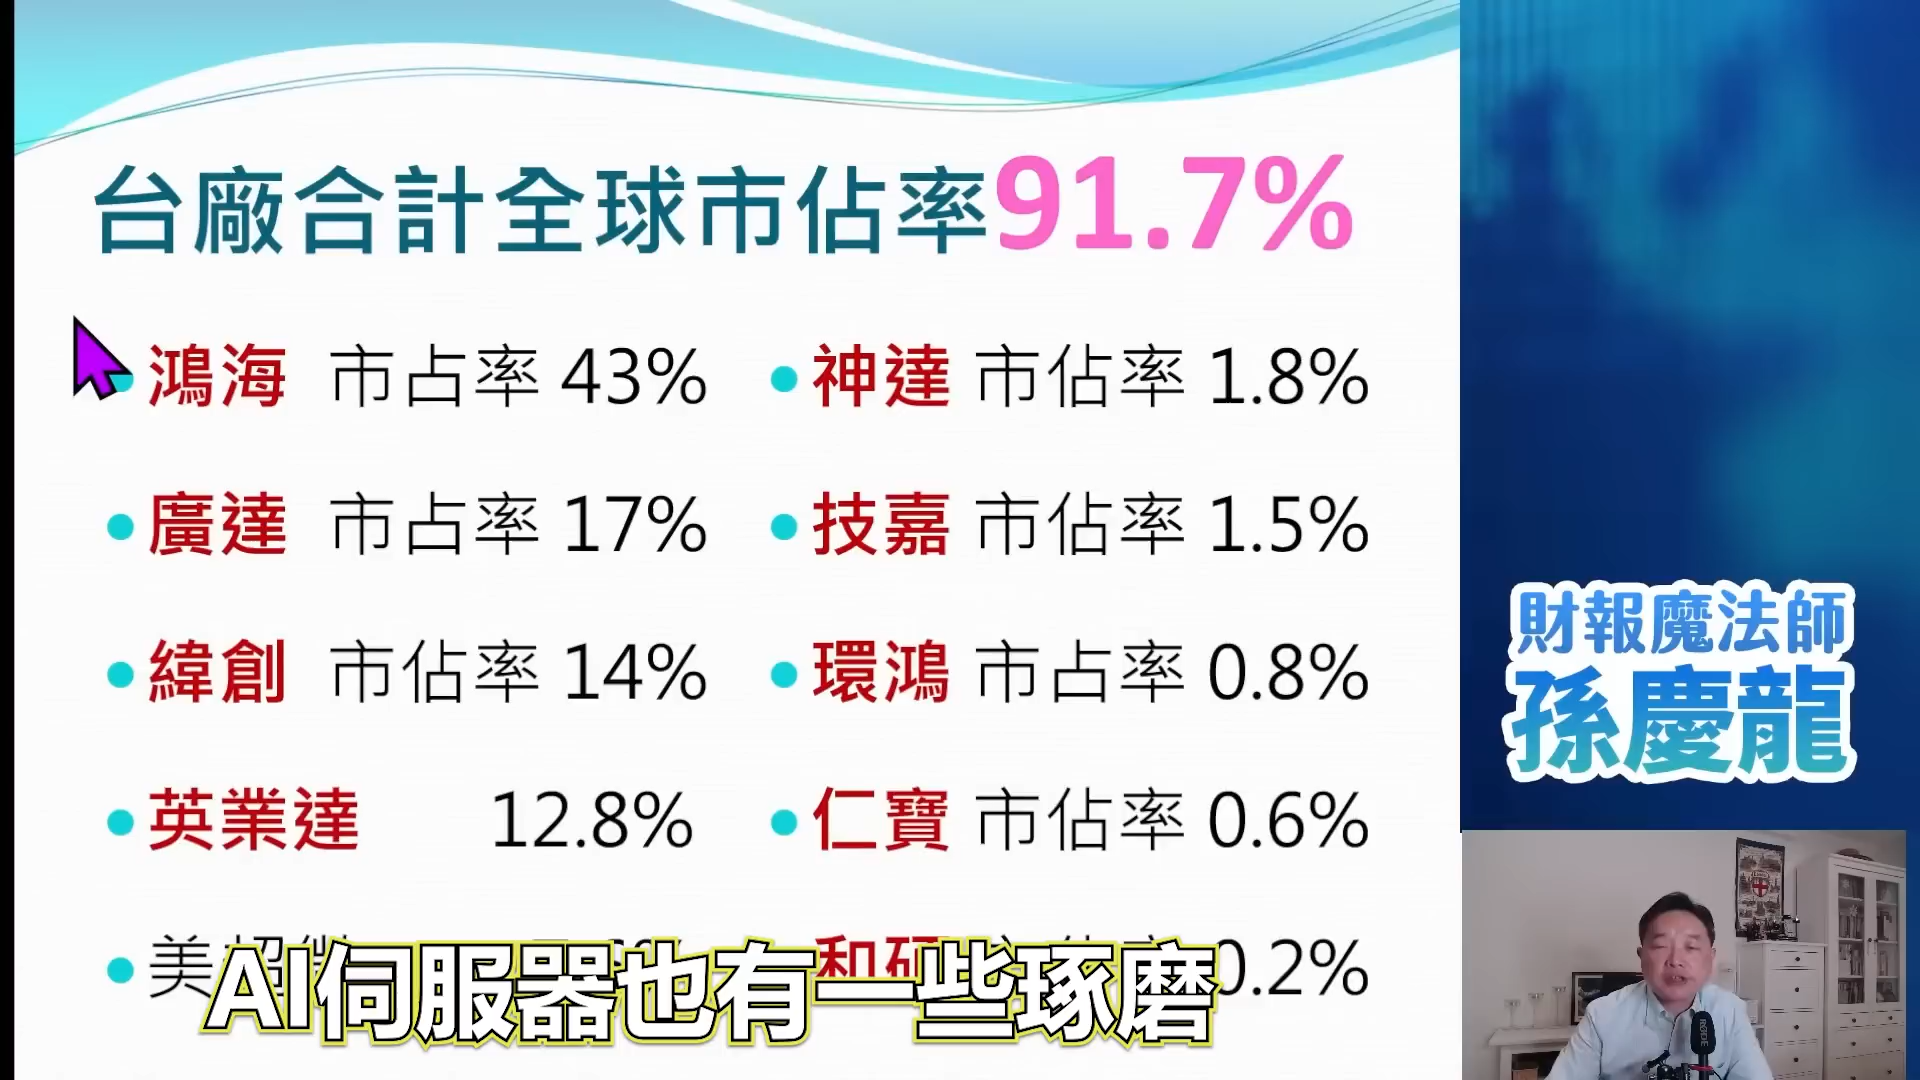 台廠合計全球市佔率91.7%
鴻海 市占率 43%
廣達 市占率 17%
緯創 市佔率 14%
英業達 12.8%
美
神達 市佔率 1.8%
技嘉 市佔率 1.5%
環鴻 市占率 0.8%
仁寶 市佔率 0.6%
0.2%
AI伺服器也有一些琢磨
財報魔法師
孫慶龍
RØDE